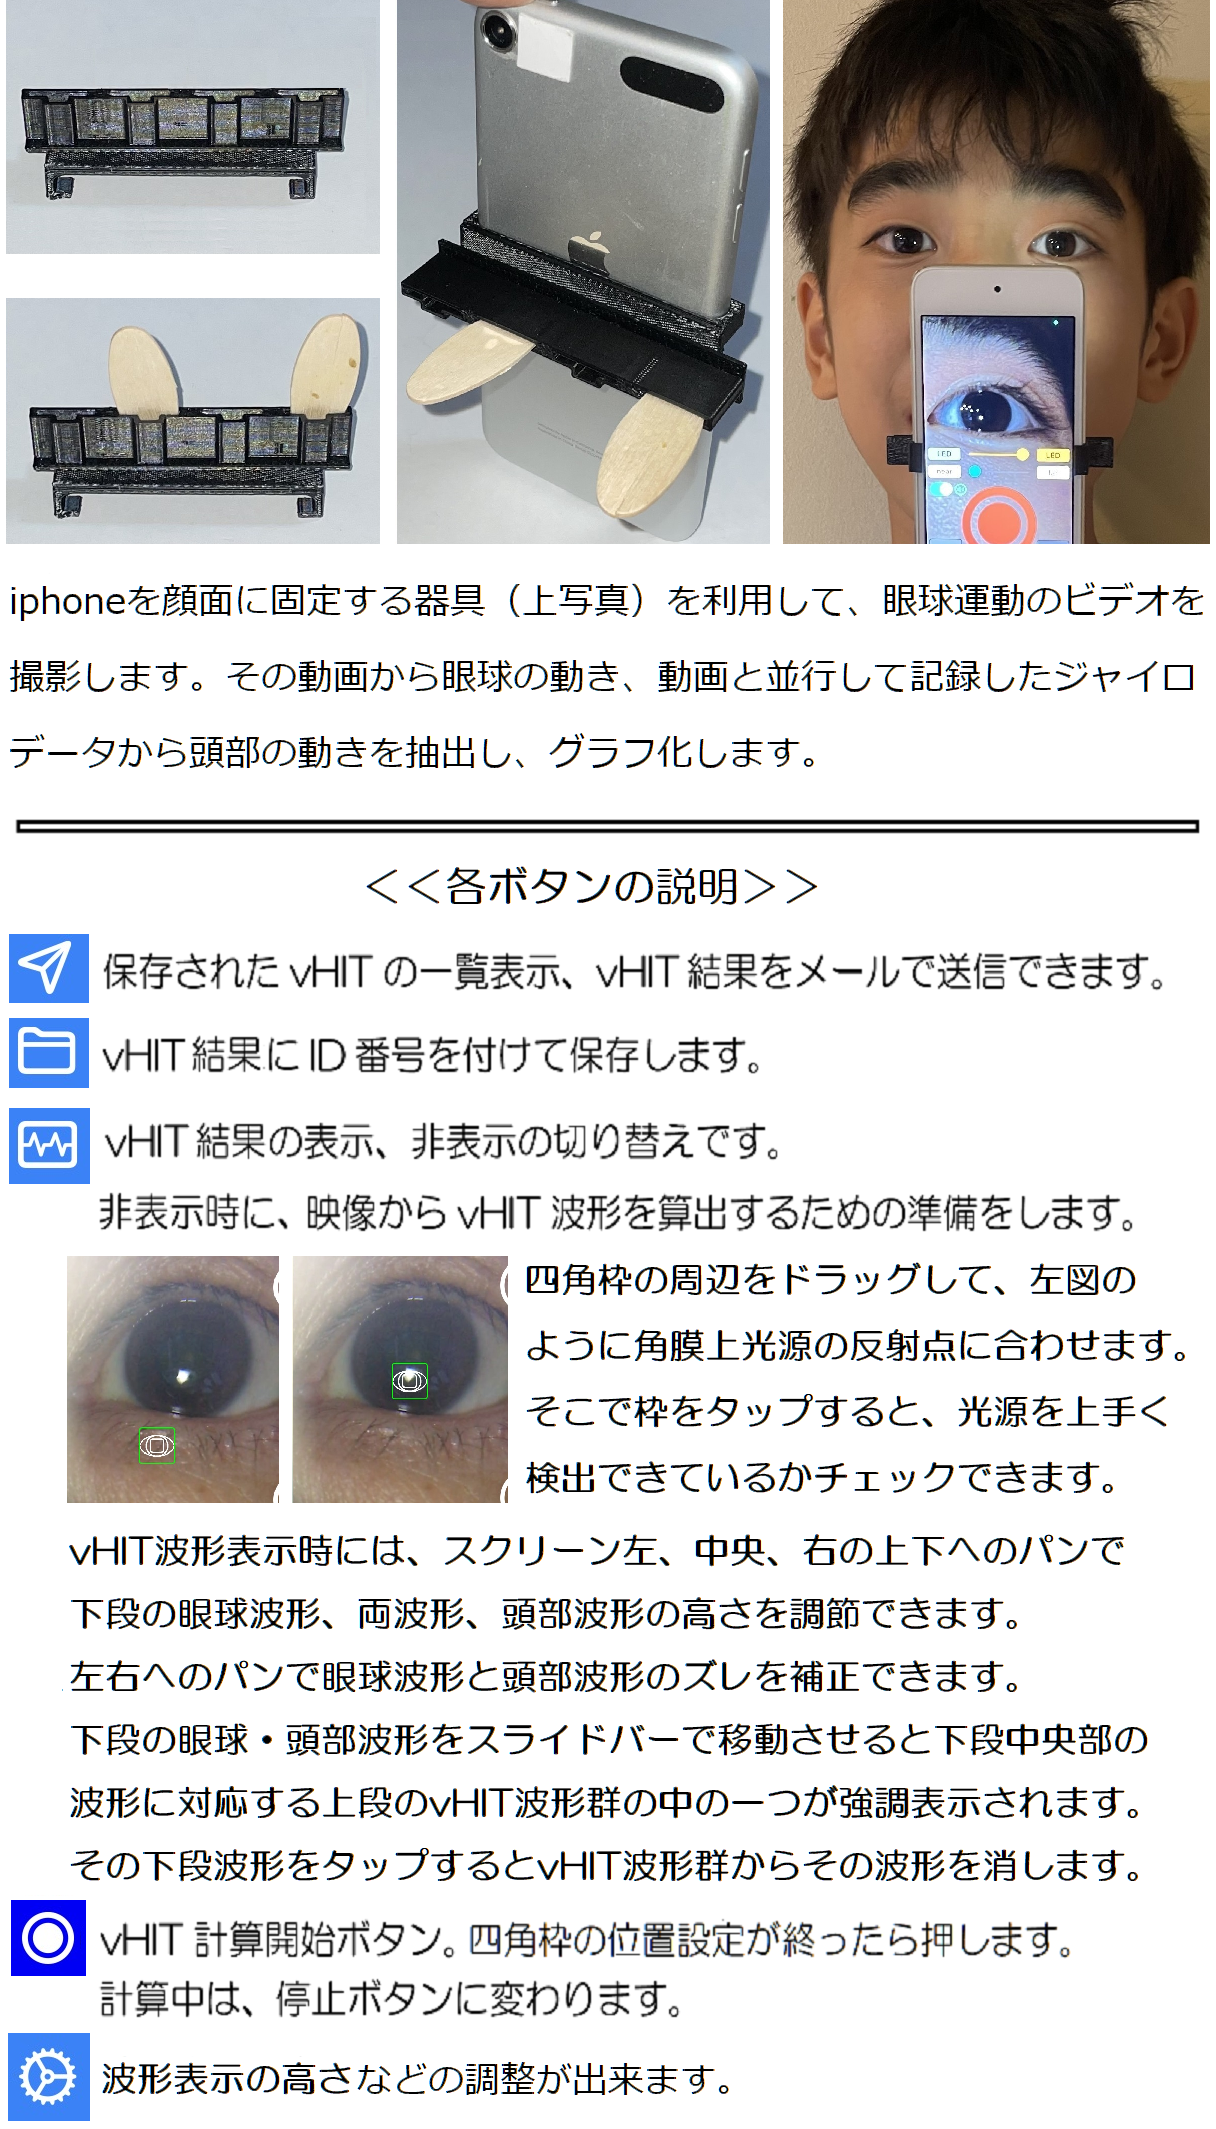 iphoneを顔面に固定する器具（上写真）を利用して、眼球運動のビデオを
撮影します。その動画から眼球の動き、動画と並行して記録したジャイロ
データから頭部の動きを抽出し、グラフ化します。
＜＜各ボタンの説明＞＞
保存された vHIT の一覧表示、vHIT 結果をメールで送信できます。
vHIT 結果に ID 番号を付けて保存します。
vHIT 結果の表示、非表示の切り替えです。
非表示時に、映像から vHIT 波形を算出するための準備をします。
四角枠の周辺をドラッグして、左図の
ように角膜上光源の反射点に合わせます。
そこで枠をタップすると、光源を上手く
検出できているかチェックできます。
vHIT波形表示時には、スクリーン左、中央、右の上下へのパンで
下段の眼球波形、両波形、頭部波形の高さを調節できます。
左右へのパンで眼球波形と頭部波形のズレを補正できます。
下段の眼球・頭部波形をスライドバーで移動させると下段中央部の
波形に対応する上段のvHIT波形群の中の一つが強調表示されます。
その下段波形をタップするとvHIT波形群からその波形を消します。
vHIT 計算開始ボタン。四角枠の位置設定が終ったら押します。
計算中は、停止ボタンに変わります。
波形表示の高さなどの調整が出来ます。
LED
LED
near